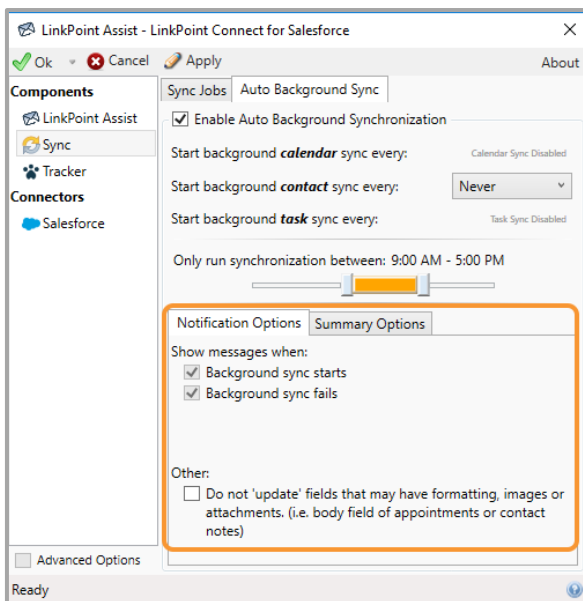 LinkPoint Assist - LinkPoint Connect for Salesforce
Ok Cancel Apply About
Components
LinkPoint Assist
Sync
Tracker
Connectors
Salesforce
Sync Jobs Auto Background Sync
Enable Auto Background Synchronization
Start background calendar sync every: Calendar Sync Disabled
Start background contact sync every: Never
Start background task sync every: Task Sync Disabled
Only run synchronization between: 9:00 AM - 5:00 PM
Notification Options Summary Options
Show messages when:
Background sync starts
Background sync fails
Other:
Do not 'update' fields that may have formatting, images or
attachments. (i.e. body field of appointments or contact
notes)
Advanced Options
Ready